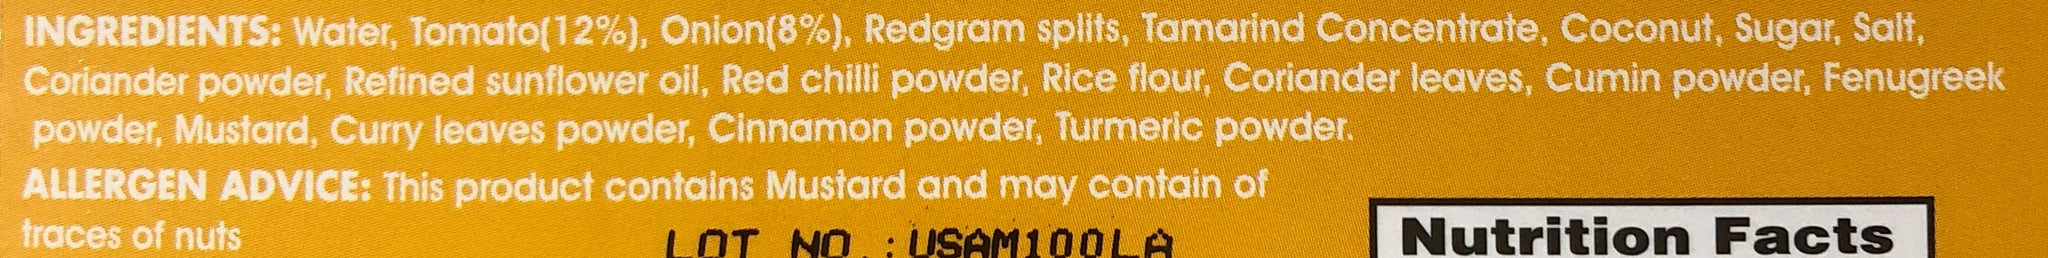 INGREDIENTS: Water, Tomato(12%), Onion(8%), Redgram splits, Tamarind Concentrate, Coconut, Sugar, Salt,
Coriander powder, Refined sunflower oil, Red chilli powder, Rice flour, Coriander leaves, Cumin powder, Fenugreek
powder, Mustard, Curry leaves powder, Cinnamon powder, Turmeric powder.
ALLERGEN ADVICE: This product contains Mustard and may contain of
traces of nuts
LOT NO.:USAM100LA
Nutrition Facts